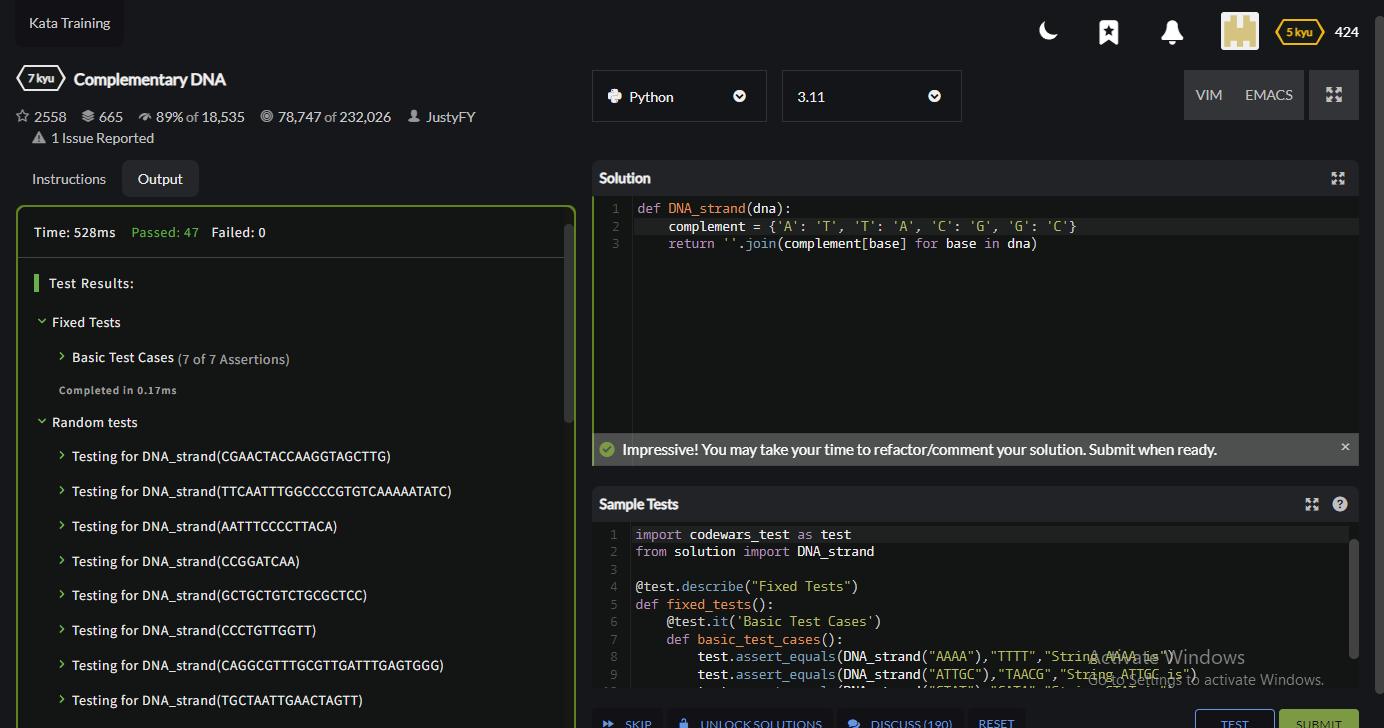 Kata Training
5 kyu 424
7 kyu Complementary DNA
2558 665 89% of 18,535 78,747 of 232,026 JustyFY
1 Issue Reported
Python
3.11
VIM EMACS
Instructions Output
Time: 528ms Passed: 47 Failed: 0
Test Results:
Fixed Tests
Basic Test Cases (7 of 7 Assertions)
Completed in 0.17ms
Random tests
Testing for DNA_strand(CGAACTACCAAGGTAGCTTG)
Testing for DNA_strand(TTCAATTTGGCCCCGTGTCAAAAATATC)
Testing for DNA_strand(AATTTCCCCTTACA)
Testing for DNA_strand(CCGGATCAA)
Testing for DNA_strand(GCTGCTGTCTGCGCTCC)
Testing for DNA_strand(CCCTGTTGGTT)
Testing for DNA_strand(CAGGCGTTTGCGTTGATTTGAGTGGG)
Testing for DNA_strand(TGCTAATTGAACTAGTT)
Solution
1 def DNA_strand(dna):
2 complement = {'A': 'T', 'T': 'A', 'C': 'G', 'G': 'C'}
3 return ''.join(complement[base] for base in dna)
Impressive! You may take your time to refactor/comment your solution. Submit when ready.
Sample Tests
1 import codewars_test as test
2 from solution import DNA_strand
3
4 @test.describe("Fixed Tests")
5 def fixed_tests():
6 @test.it('Basic Test Cases')
7 def basic_test_cases():
8 test.assert_equals(DNA_strand("AAAA"),"TTTT","String AAAA is")
9 test.assert_equals(DNA_strand("ATTGC"),"TAACG","String ATTGC is")
Activate Windows
Go to Settings to activate Windows.
SKIP UNLOCK SOLUTIONS DISCUSS (190) RESET TEST SUBMIT